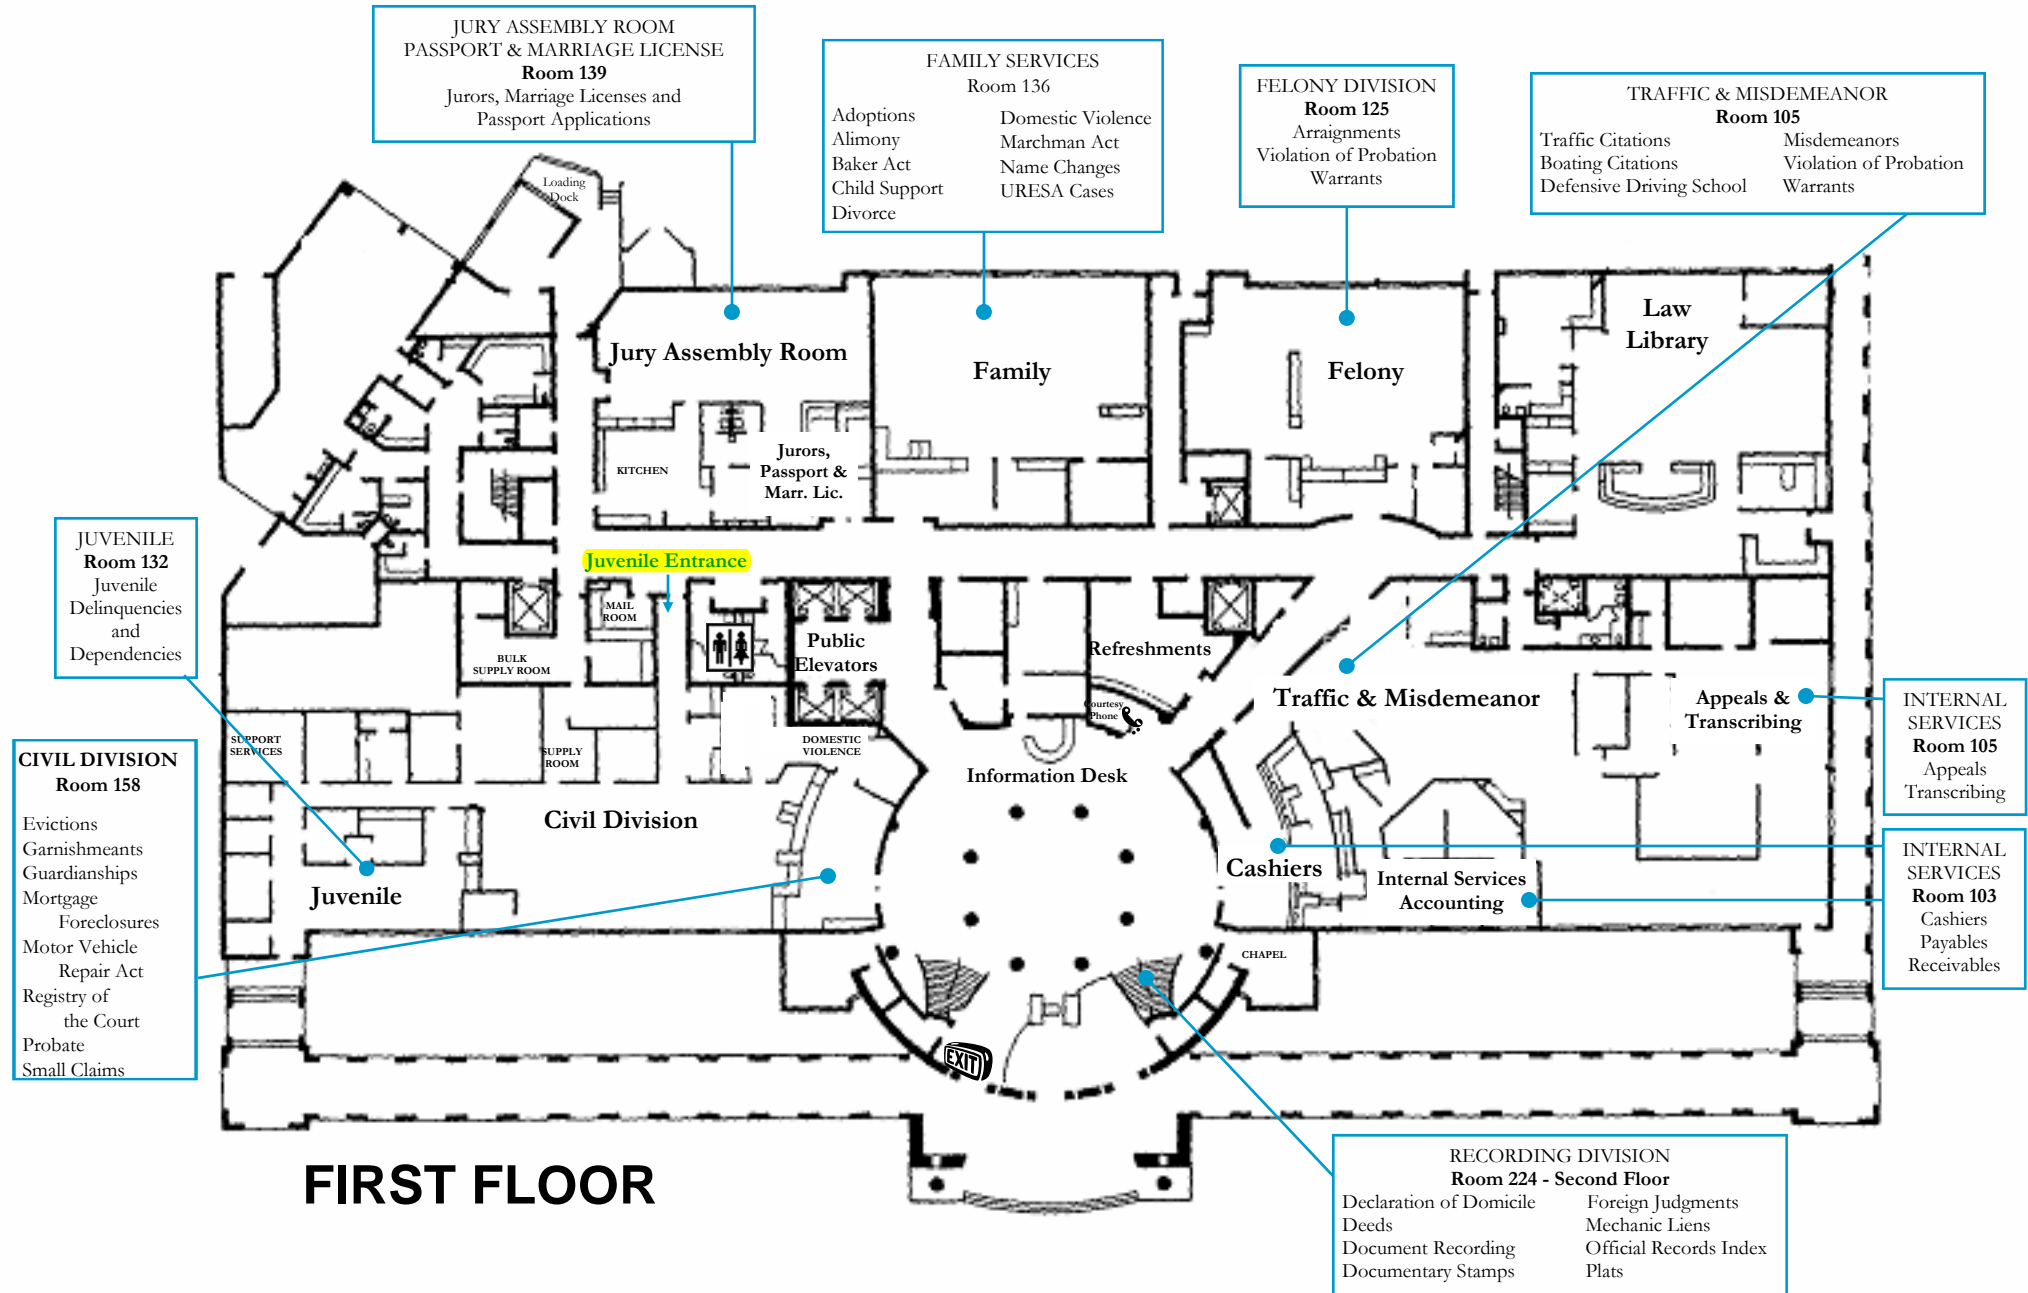 JURY ASSEMBLY ROOM
PASSPORT & MARRIAGE LICENSE
Room 139
Jurors, Marriage Licenses and
Passport Applications
FAMILY SERVICES
Room 136
Adoptions
Alimony
Baker Act
Child Support
Divorce
Domestic Violence
Marchman Act
Name Changes
URESA Cases
FELONY DIVISION
Room 125
Arraignments
Violation of Probation
Warrants
TRAFFIC & MISDEMEANOR
Room 105
Traffic Citations
Boating Citations
Defensive Driving School
Misdemeanors
Violation of Probation
Warrants
Loading
Dock
Jury Assembly Room
Family
Felony
Law
Library
KITCHEN
Jurors,
Passport &
Marr. Lic.
JUVENILE
Room 132
Juvenile
Delinquencies
and
Dependencies
Juvenile Entrance
MAIL
ROOM
BULK
SUPPLY ROOM
Public
Elevators
Refreshments
Courtesy
Phone
Traffic & Misdemeanor
Appeals &
Transcribing
INTERNAL
SERVICES
Room 105
Appeals
Transcribing
SUPPORT
SERVICES
SUPPLY
ROOM
DOMESTIC
VIOLENCE
Information Desk
CIVIL DIVISION
Room 158
Evictions
Garnishments
Guardianships
Mortgage
Foreclosures
Motor Vehicle
Repair Act
Registry of
the Court
Probate
Small Claims
Civil Division
Juvenile
Cashiers
Internal Services
Accounting
INTERNAL
SERVICES
Room 103
Cashiers
Payables
Receivables
CHAPEL
EXIT
FIRST FLOOR
RECORDING DIVISION
Room 224 - Second Floor
Declaration of Domicile
Deeds
Document Recording
Documentary Stamps
Foreign Judgments
Mechanic Liens
Official Records Index
Plats